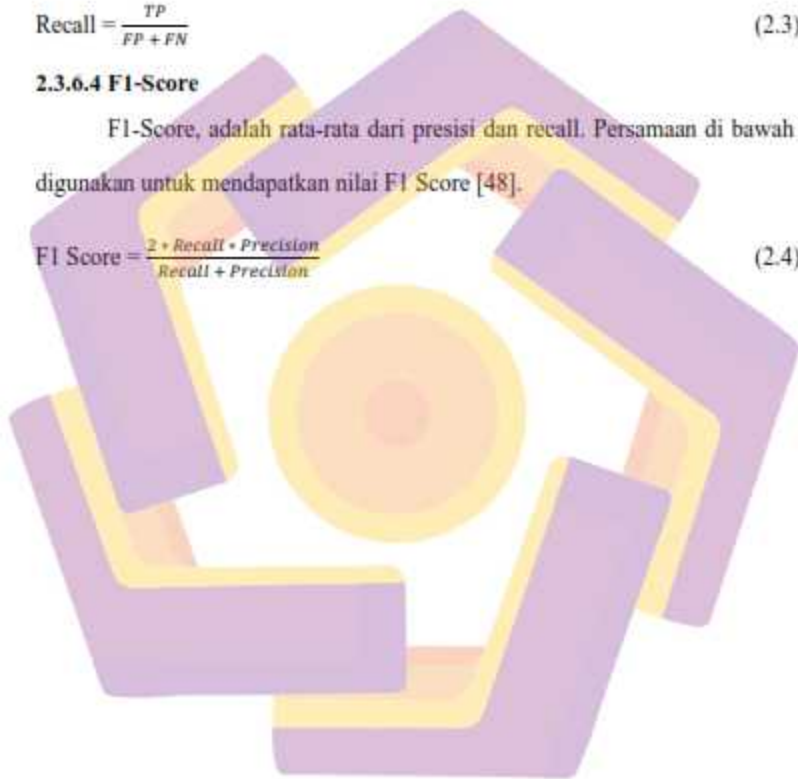 Recall = TP / FP + FN (2.3)
2.3.6.4 F1-Score
F1-Score, adalah rata-rata dari presisi dan recall. Persamaan di bawah
digunakan untuk mendapatkan nilai F1 Score [48].
F1 Score = 2 * Recall * Precision / Recall + Precision (2.4)